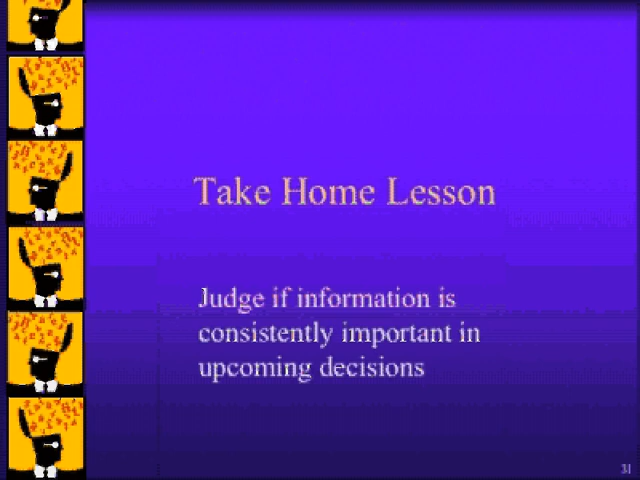 Take Home Lesson
Judge if information is
consistently important in
upcoming decisions
31